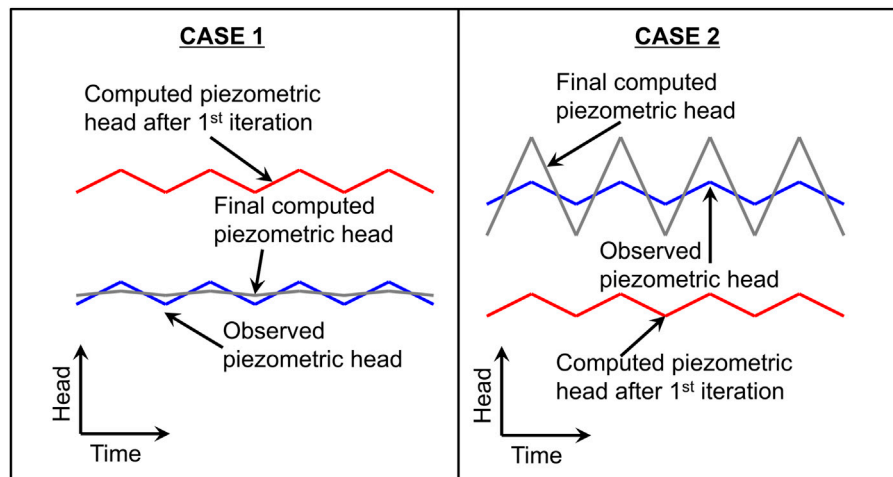 CASE 1
Computed piezometric
head after 1st iteration
Final computed
piezometric head
Observed
piezometric head
Head
Time
CASE 2
Final computed
piezometric head
Observed
piezometric head
Computed piezometric
head after 1st iteration
Head
Time